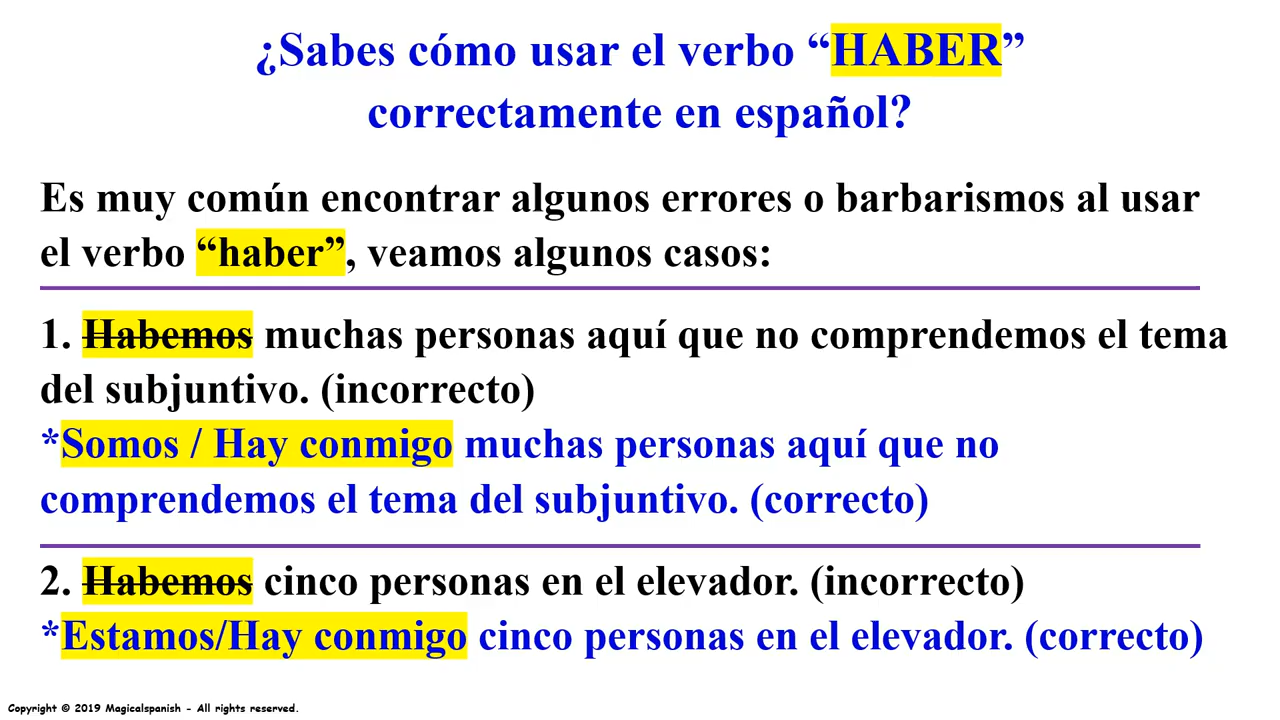 ¿Sabes cómo usar el verbo “HABER”
correctamente en español?
Es muy común encontrar algunos errores o barbarismos al usar
el verbo “haber”, veamos algunos casos:
1. Habemos muchas personas aquí que no comprendemos el tema
del subjuntivo. (incorrecto)
*Somos / Hay conmigo muchas personas aquí que no
comprendemos el tema del subjuntivo. (correcto)
2. Habemos cinco personas en el elevador. (incorrecto)
*Estamos/Hay conmigo cinco personas en el elevador. (correcto)
Copyright © 2019 Magicalspanish - All rights reserved.